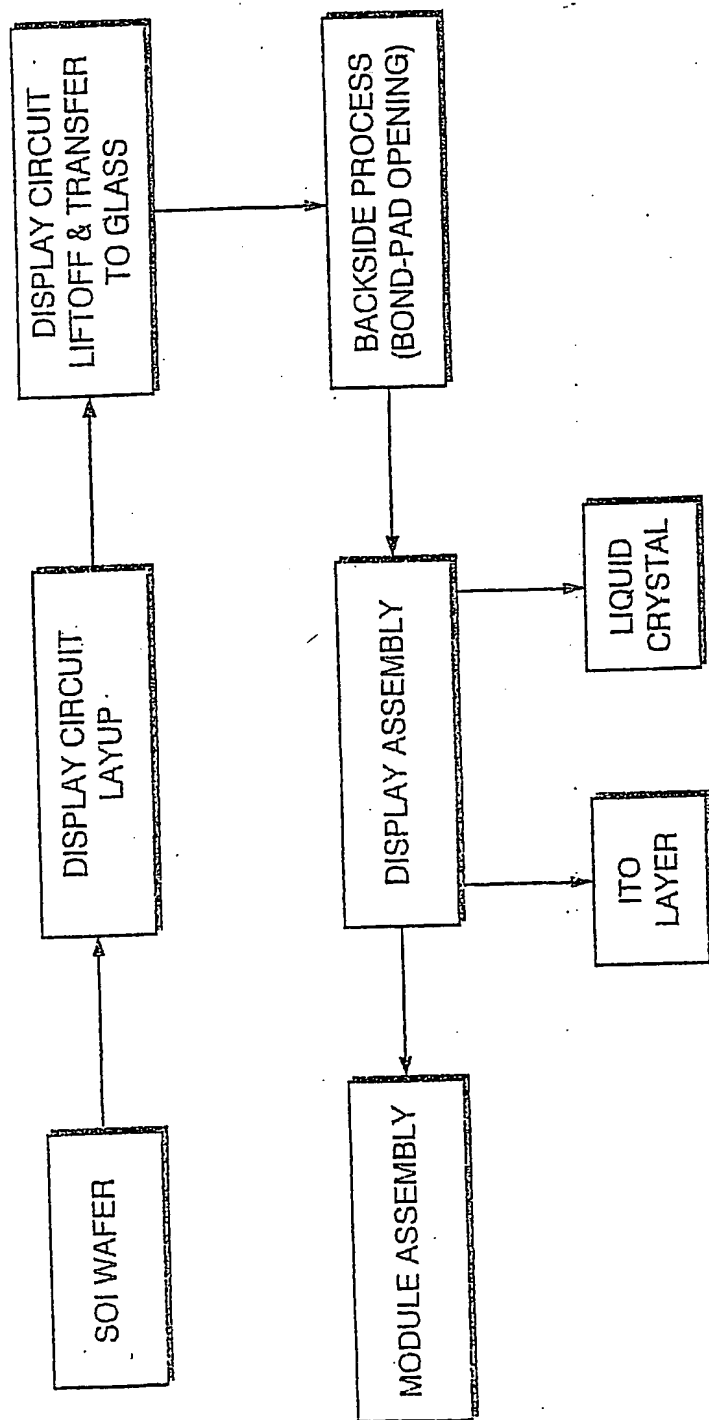 SOI WAFER
DISPLAY CIRCUIT
LAYUP
DISPLAY CIRCUIT
LIFTOFF & TRANSFER
TO GLASS
BACKSIDE PROCESS
(BOND-PAD OPENING)
DISPLAY ASSEMBLY
MODULE ASSEMBLY
ITO
LAYER
LIQUID
CRYSTAL